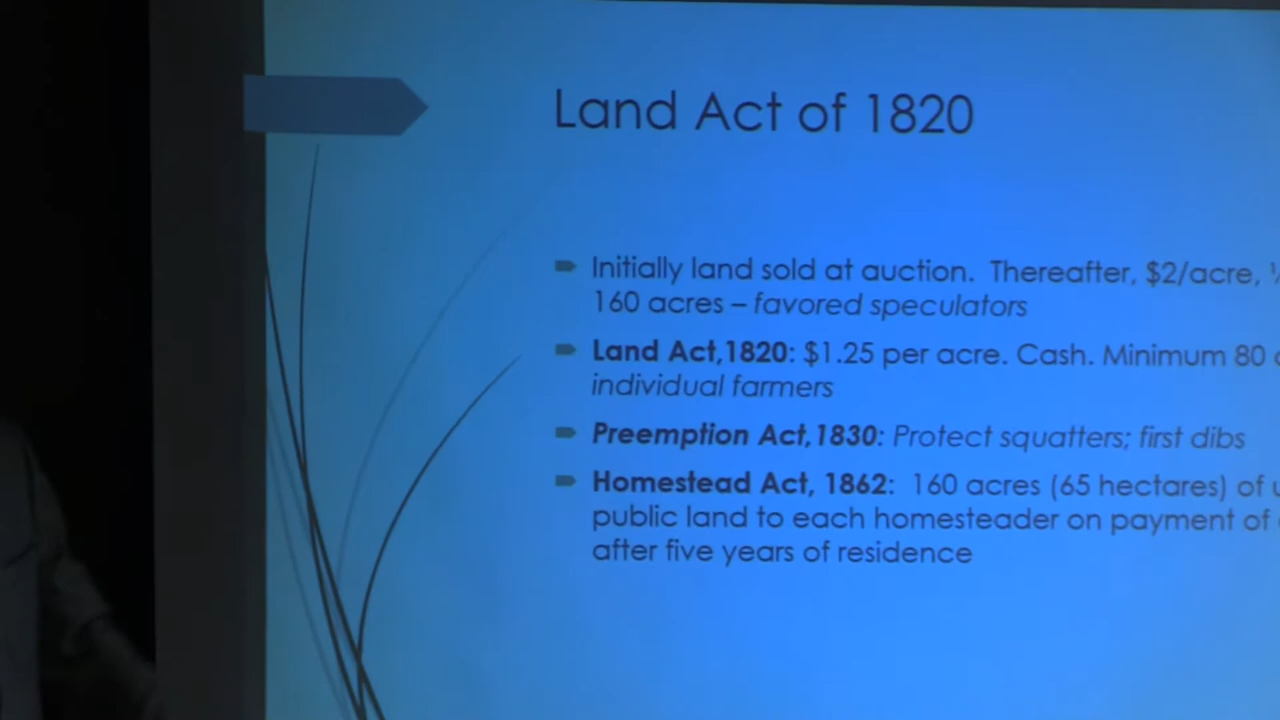 Land Act of 1820
Initially land sold at auction. Thereafter, $2/acre,
160 acres – favored speculators
Land Act,1820: $1.25 per acre. Cash. Minimum 80
individual farmers
Preemption Act,1830: Protect squatters; first dibs
Homestead Act, 1862: 160 acres (65 hectares) of
public land to each homesteader on payment of
after five years of residence